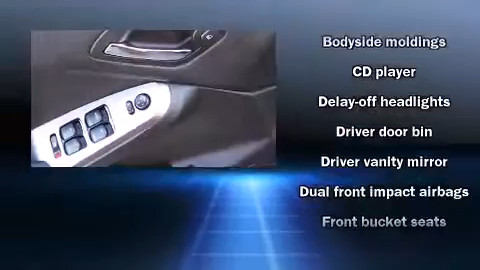 Bodyside moldings
CD player
Delay-off headlights
Driver door bin
Driver vanity mirror
Dual front impact airbags
Front bucket seats